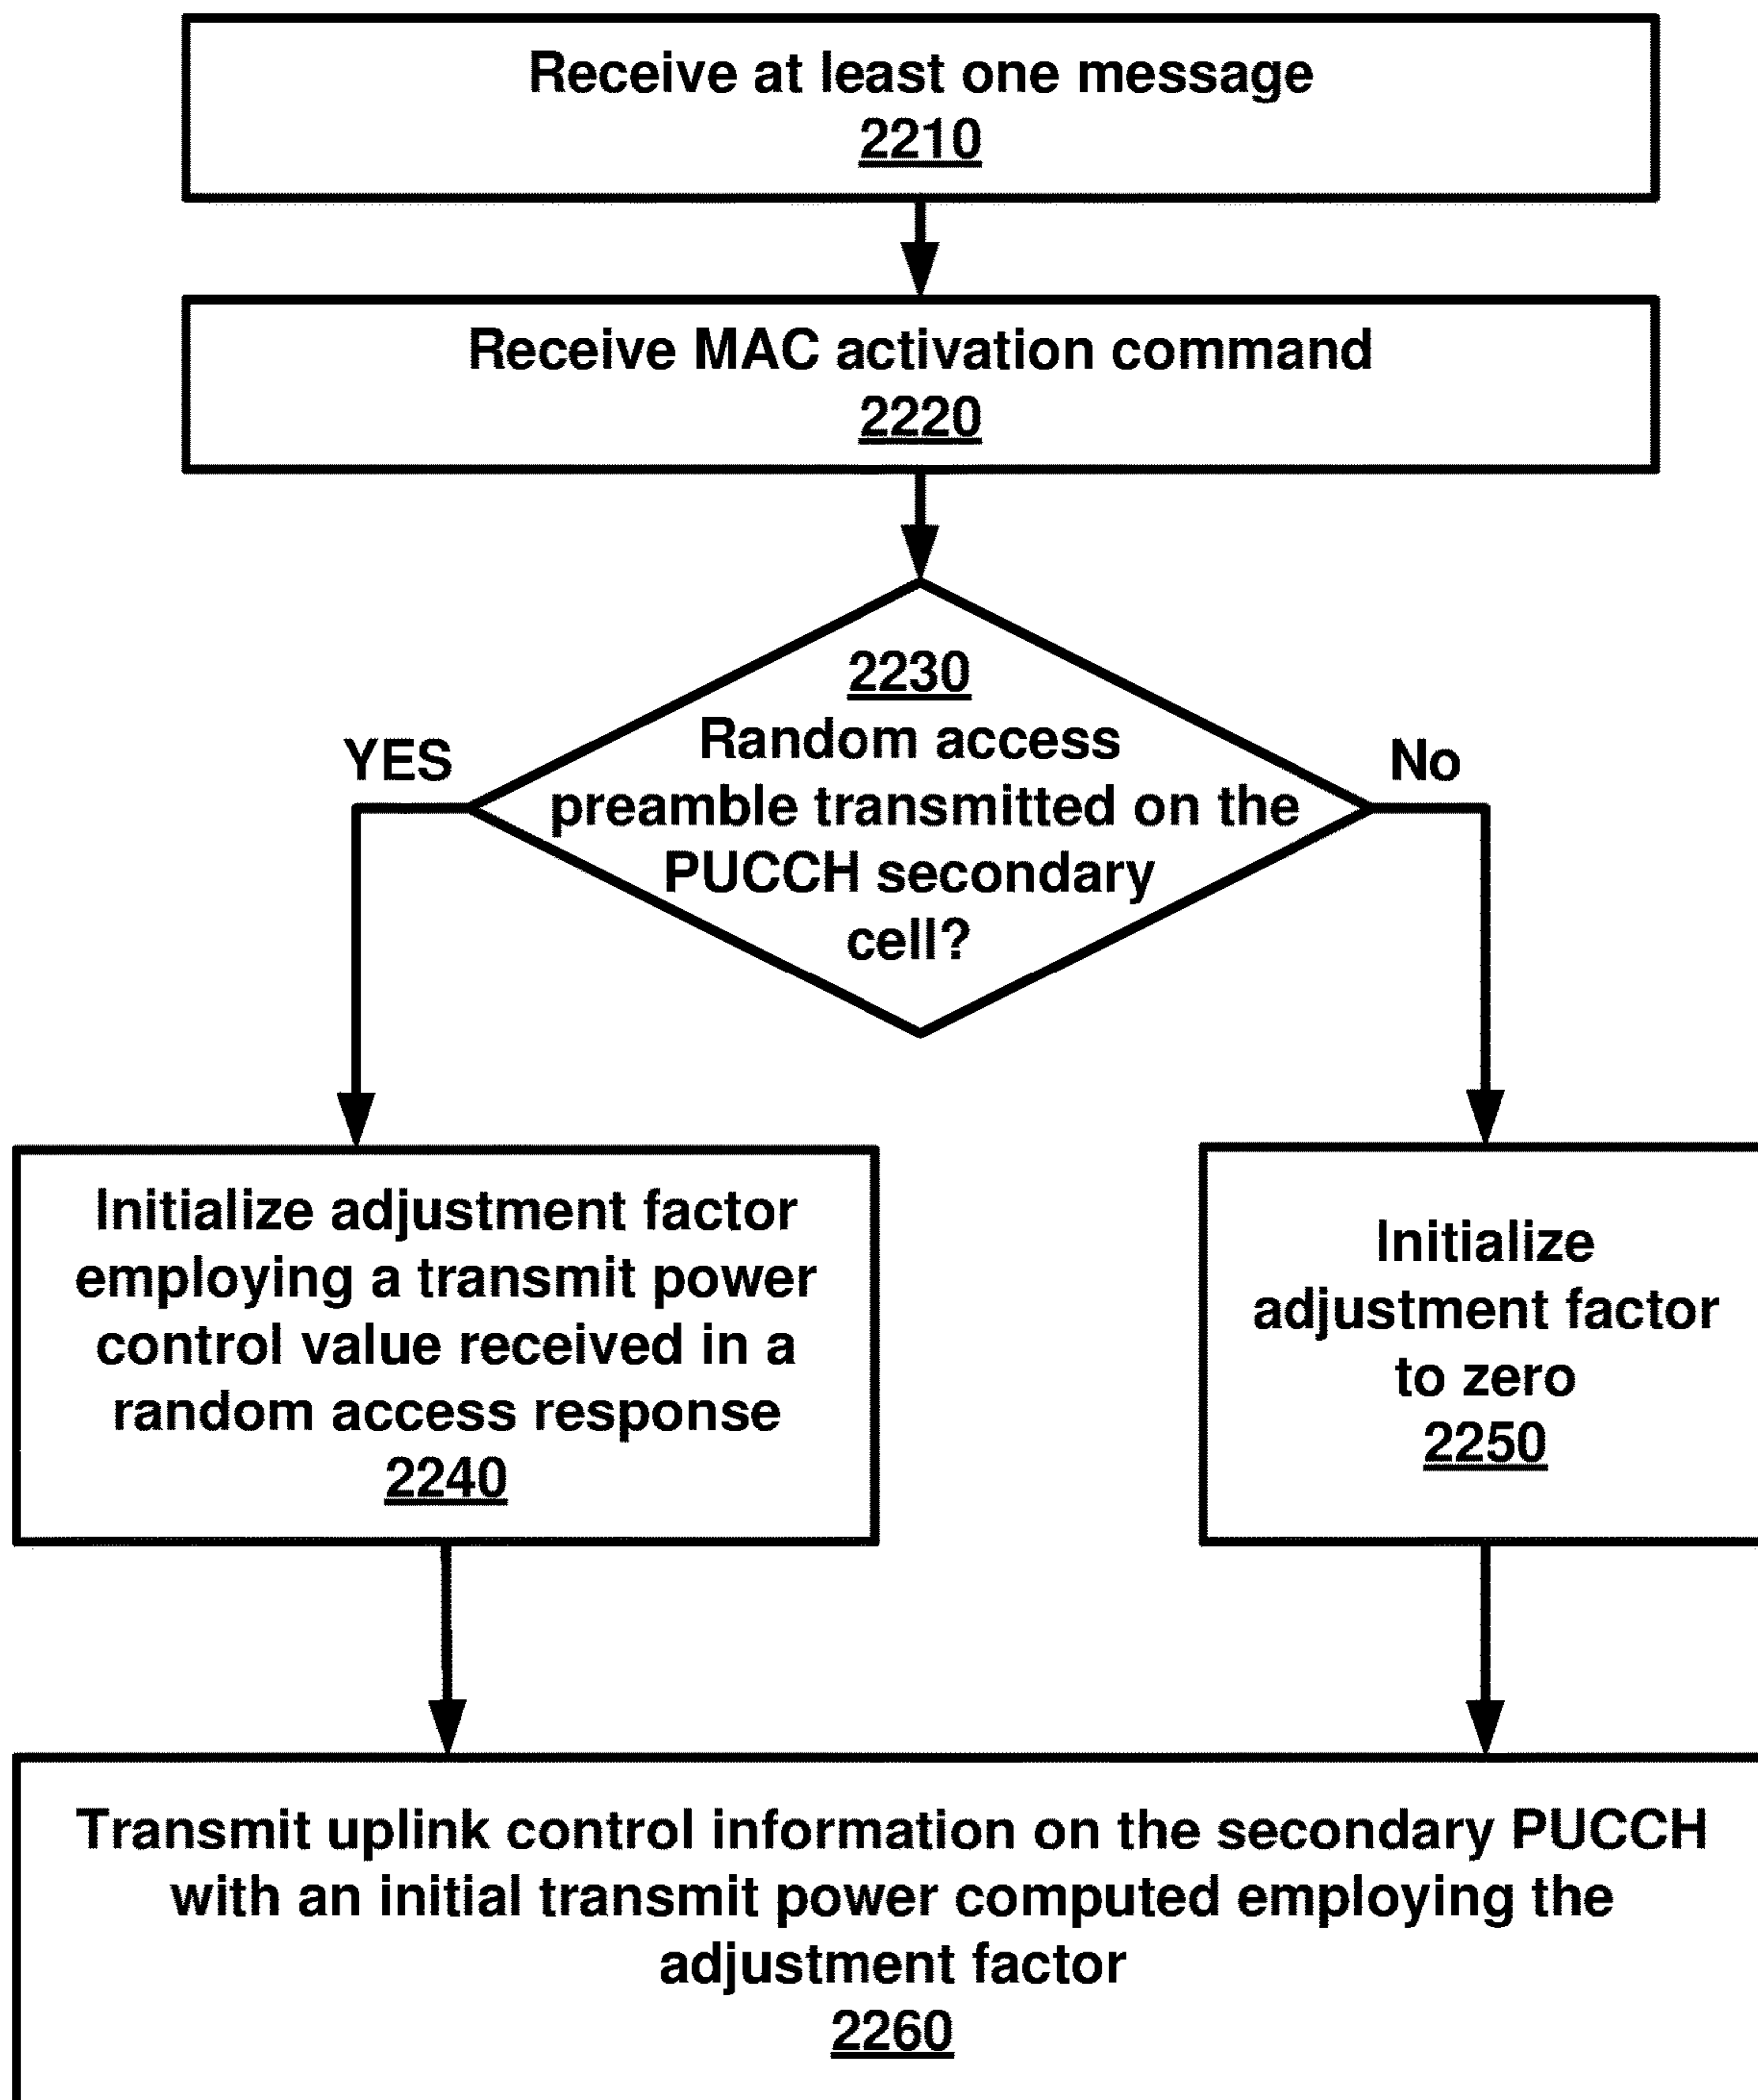 Receive at least one message
2210
Receive MAC activation command
2220
2230
Random access
preamble transmitted on the
PUCCH secondary
cell?
YES
No
Initialize adjustment factor
employing a transmit power
control value received in a
random access response
2240
Initialize
adjustment factor
to zero
2250
Transmit uplink control information on the secondary PUCCH
with an initial transmit power computed employing the
adjustment factor
2260